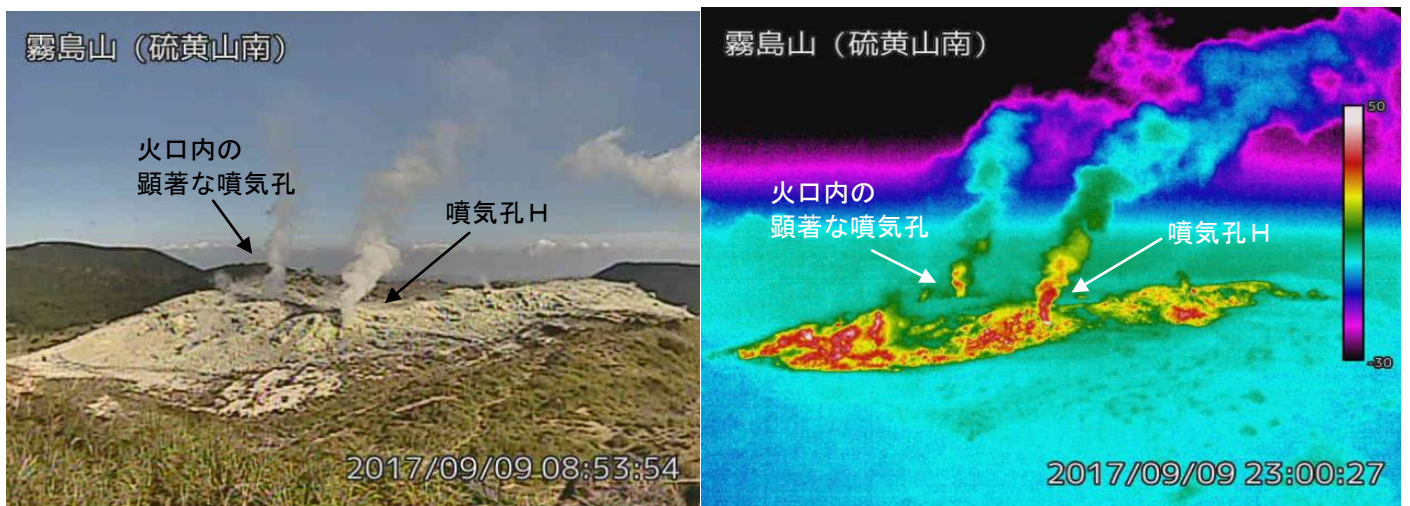 霧島山（硫黄山南）
火口内の
顕著な噴気孔
噴気孔Ｈ
2017/09/09 08:53:54
霧島山（硫黄山南）
50
火口内の
顕著な噴気孔
噴気孔Ｈ
-30
2017/09/09 23:00:27